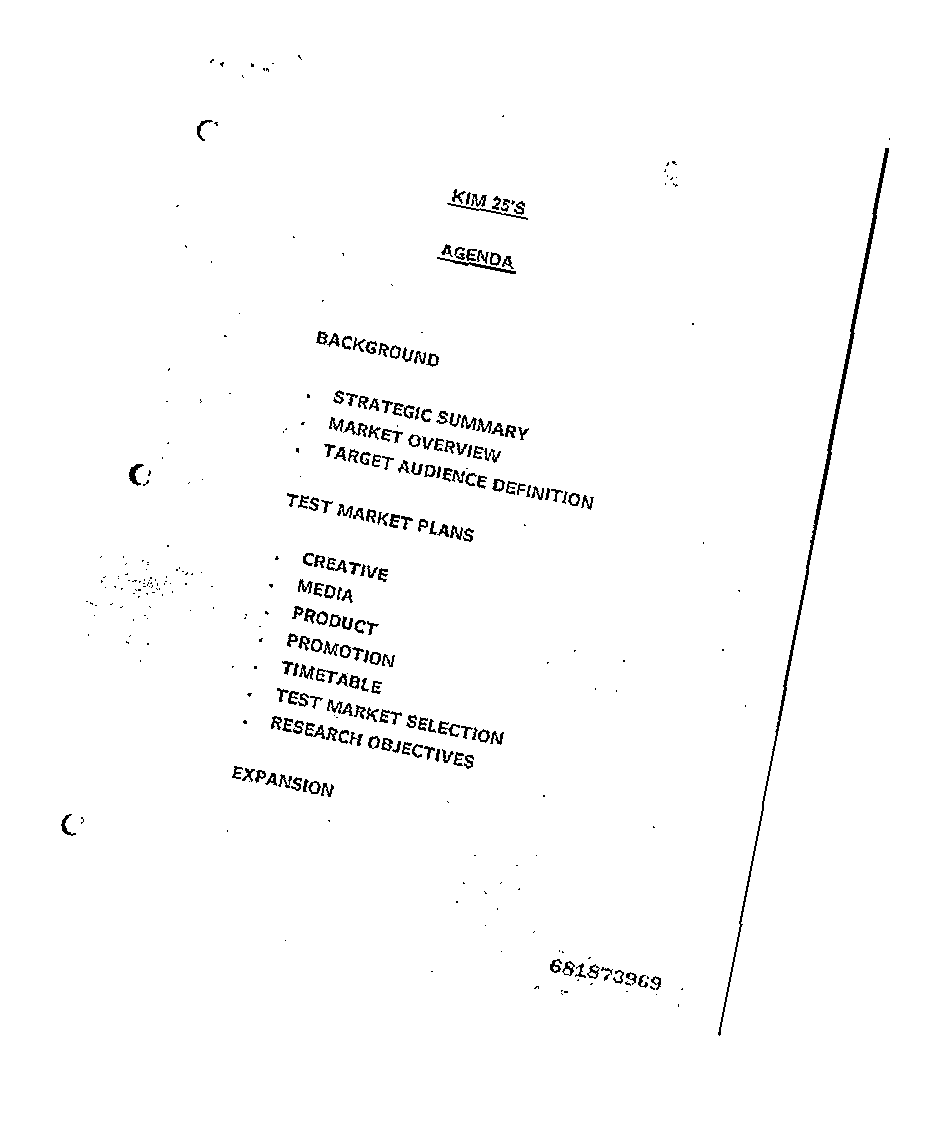 KIM 25'S
AGENDA
BACKGROUND
· STRATEGIC SUMMARY
· MARKET OVERVIEW
· TARGET AUDIENCE DEFINITION
TEST MARKET PLANS
· CREATIVE
· MEDIA
· PRODUCT
· PROMOTION
· TIMETABLE
· TEST MARKET SELECTION
· RESEARCH OBJECTIVES
EXPANSION
681873969